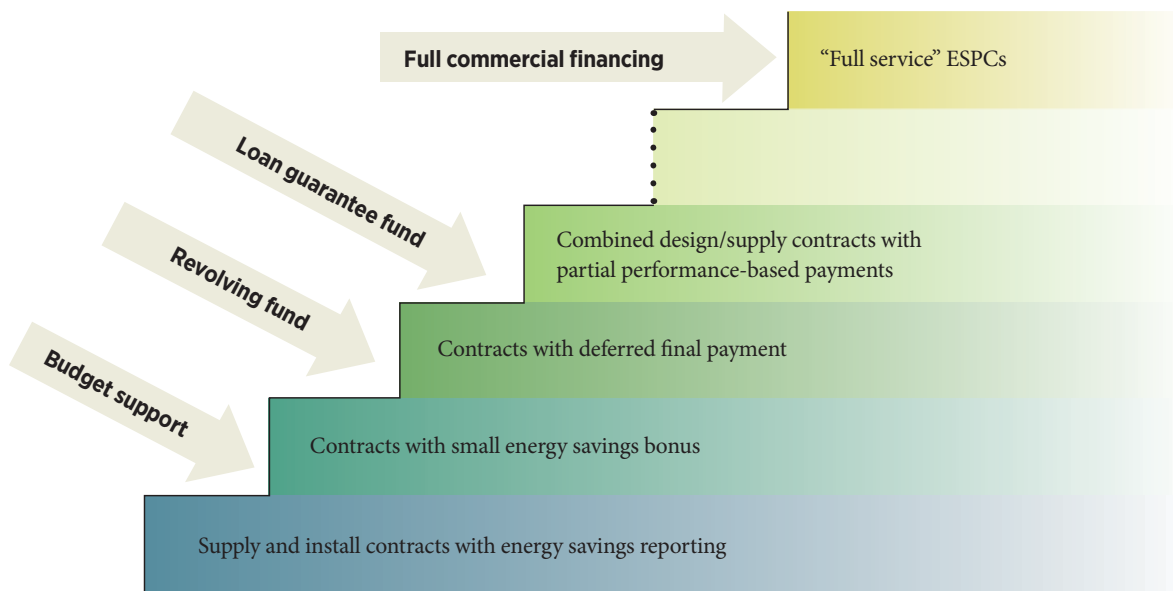 Full commercial financing
“Full service” ESPCs
Loan guarantee fund
Combined design/supply contracts with
partial performance-based payments
Revolving fund
Contracts with deferred final payment
Budget support
Contracts with small energy savings bonus
Supply and install contracts with energy savings reporting